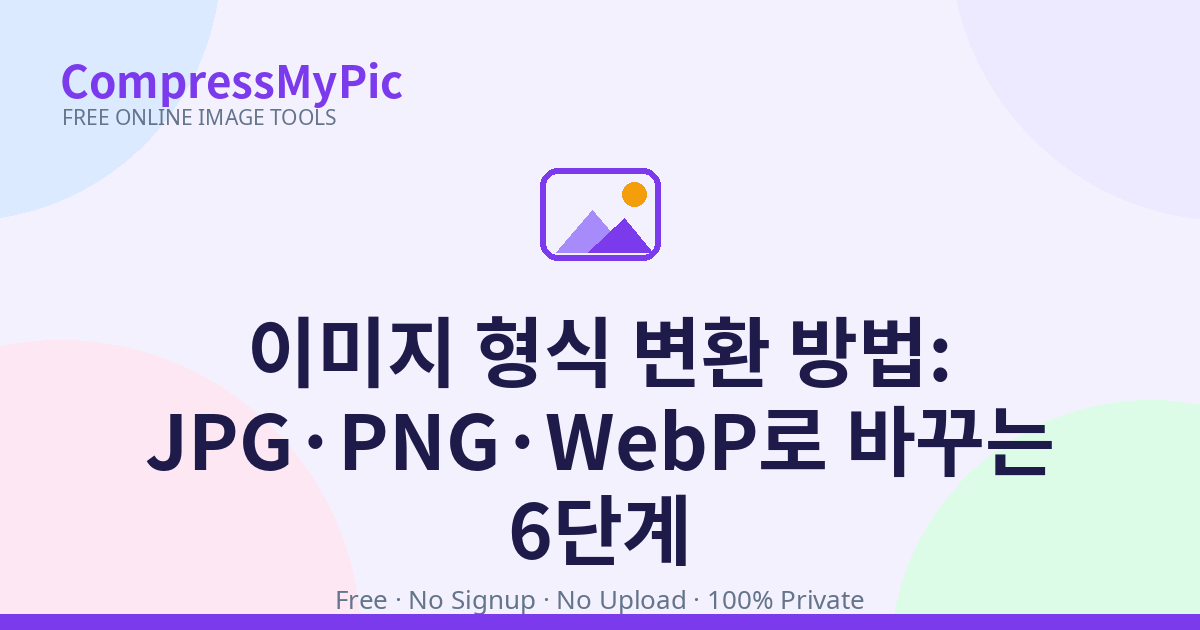 CompressMyPic
FREE ONLINE IMAGE TOOLS
이미지 형식 변환 방법:
JPG·PNG·WebP로 바꾸는
6단계
Free · No Signup · No Upload · 100% Private